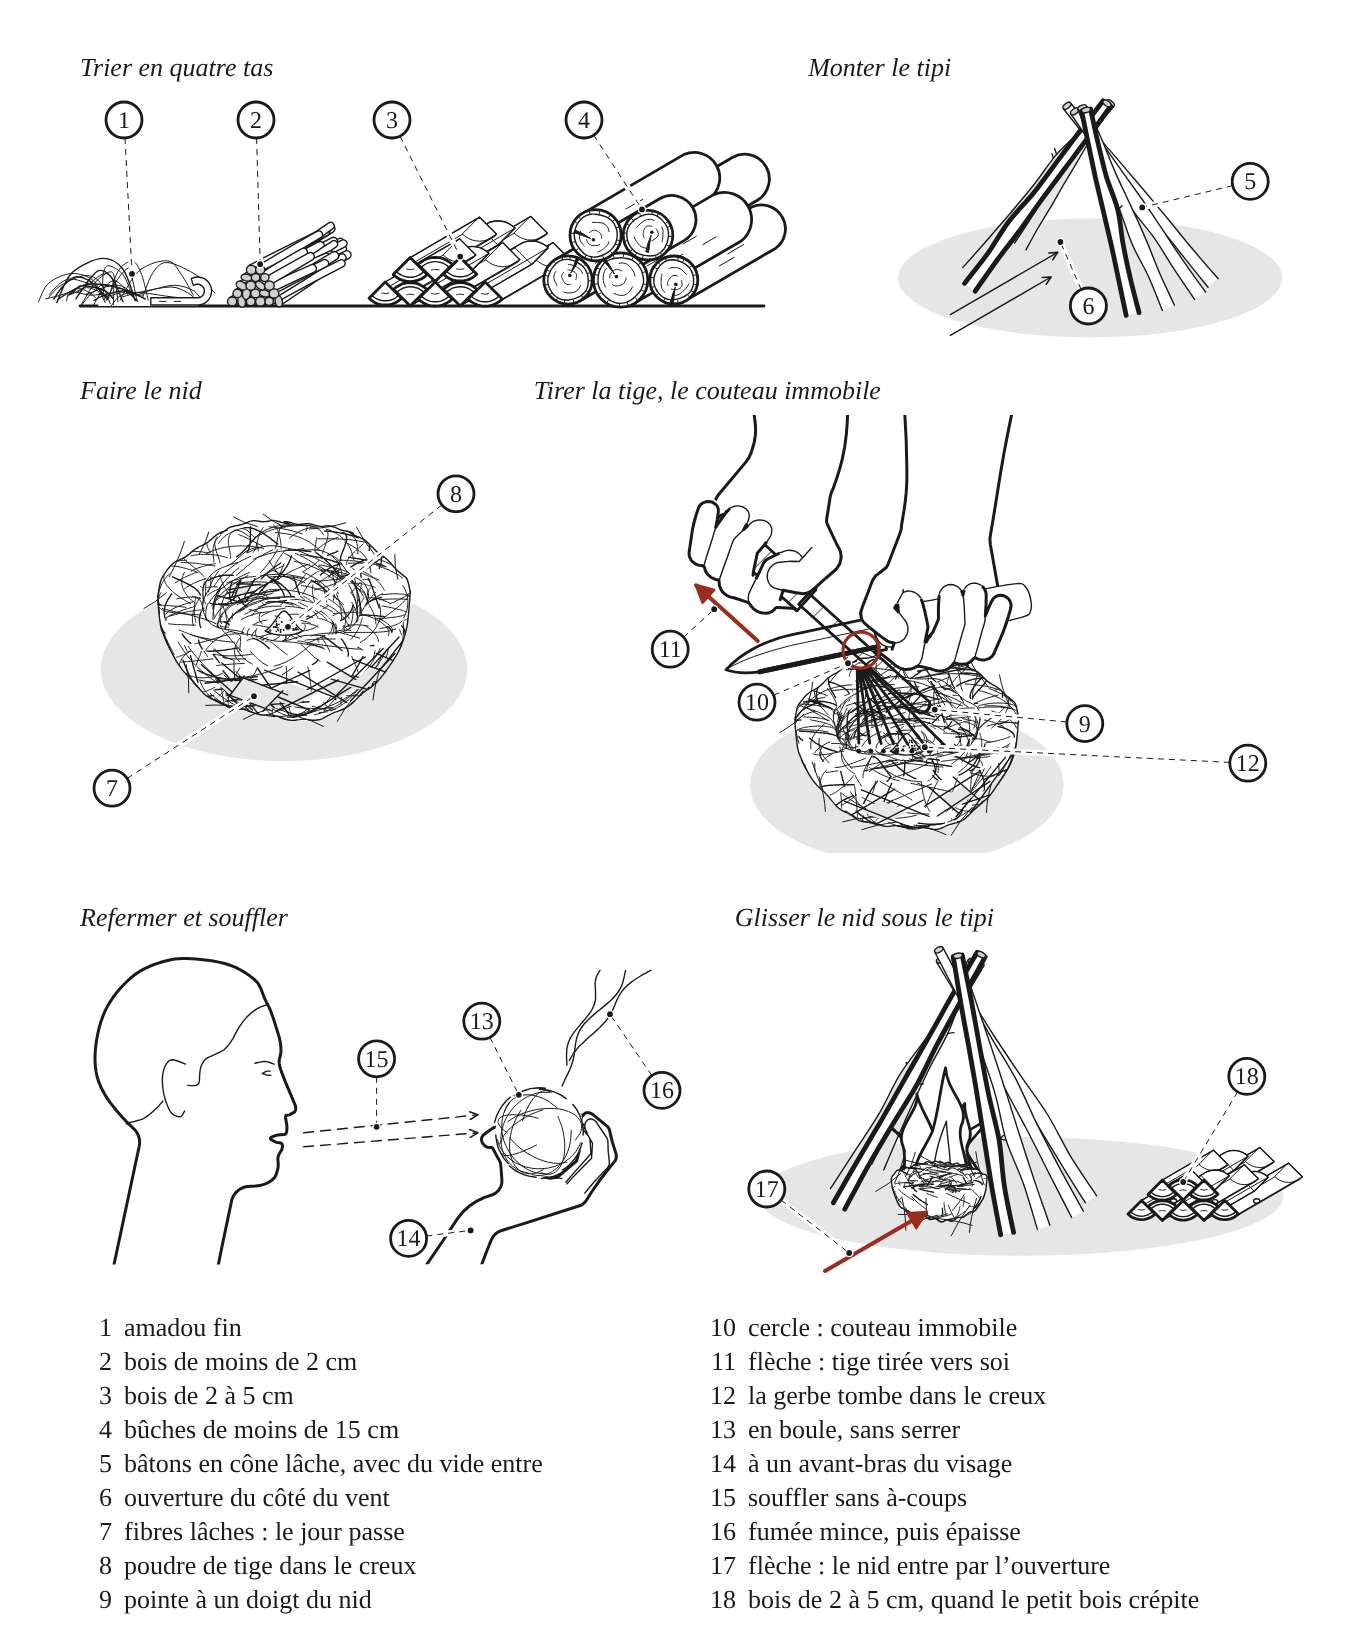 Trier en quatre tas
Monter le tipi
1
2
3
4
5
6
Faire le nid
Tirer la tige, le couteau immobile
8
11
10
9
12
7
Refermer et souffler
Glisser le nid sous le tipi
13
15
16
18
17
14
1 amadou fin
2 bois de moins de 2 cm
3 bois de 2 à 5 cm
4 bûches de moins de 15 cm
5 bâtons en cône lâche, avec du vide entre
6 ouverture du côté du vent
7 fibres lâches : le jour passe
8 poudre de tige dans le creux
9 pointe à un doigt du nid
10 cercle : couteau immobile
11 flèche : tige tirée vers soi
12 la gerbe tombe dans le creux
13 en boule, sans serrer
14 à un avant-bras du visage
15 souffler sans à-coups
16 fumée mince, puis épaisse
17 flèche : le nid entre par l’ouverture
18 bois de 2 à 5 cm, quand le petit bois crépite